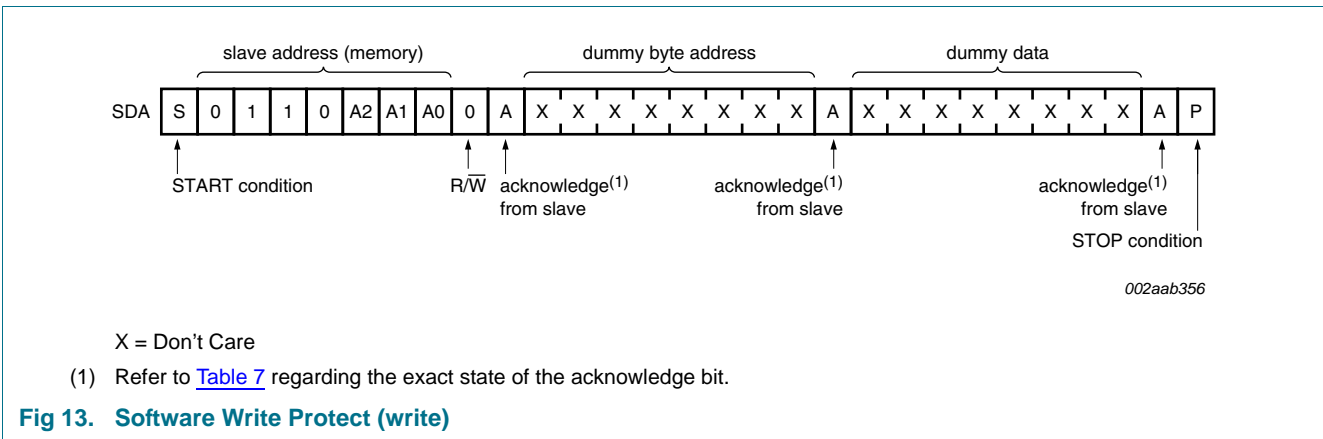 slave address (memory) dummy byte address dummy data
SDA S 0 1 1 0 A2 A1 A0 0 A X X X X X X X X A X X X X X X X X A P
START condition R/W̅ acknowledge(1) acknowledge(1) acknowledge(1)
from slave from slave from slave
STOP condition
002aab356
X = Don't Care
(1) Refer to Table 7 regarding the exact state of the acknowledge bit.
Fig 13. Software Write Protect (write)